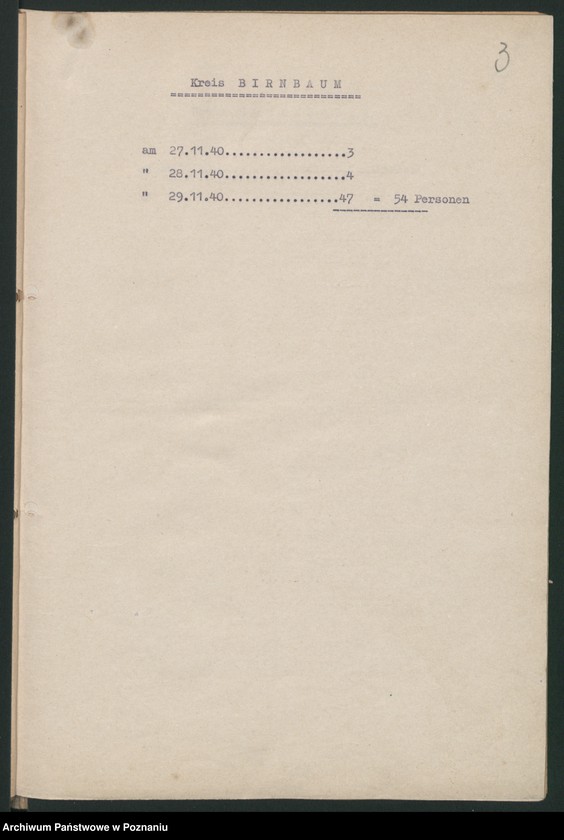 3
Kreis B I R N B A U M
===========================
am 27.11.40..................3
" 28.11.40..................4
" 29.11.40.................47 = 54 Personen
Archiwum Państwowe w Poznaniu